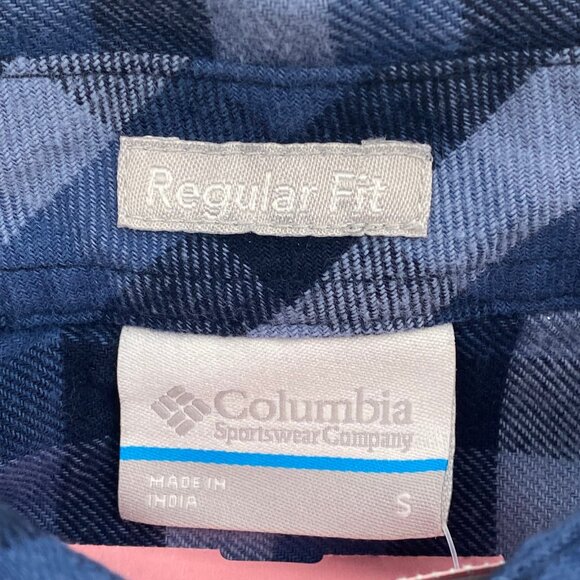 Regular Fit
Columbia
Sportswear Company
MADE IN
INDIA
S